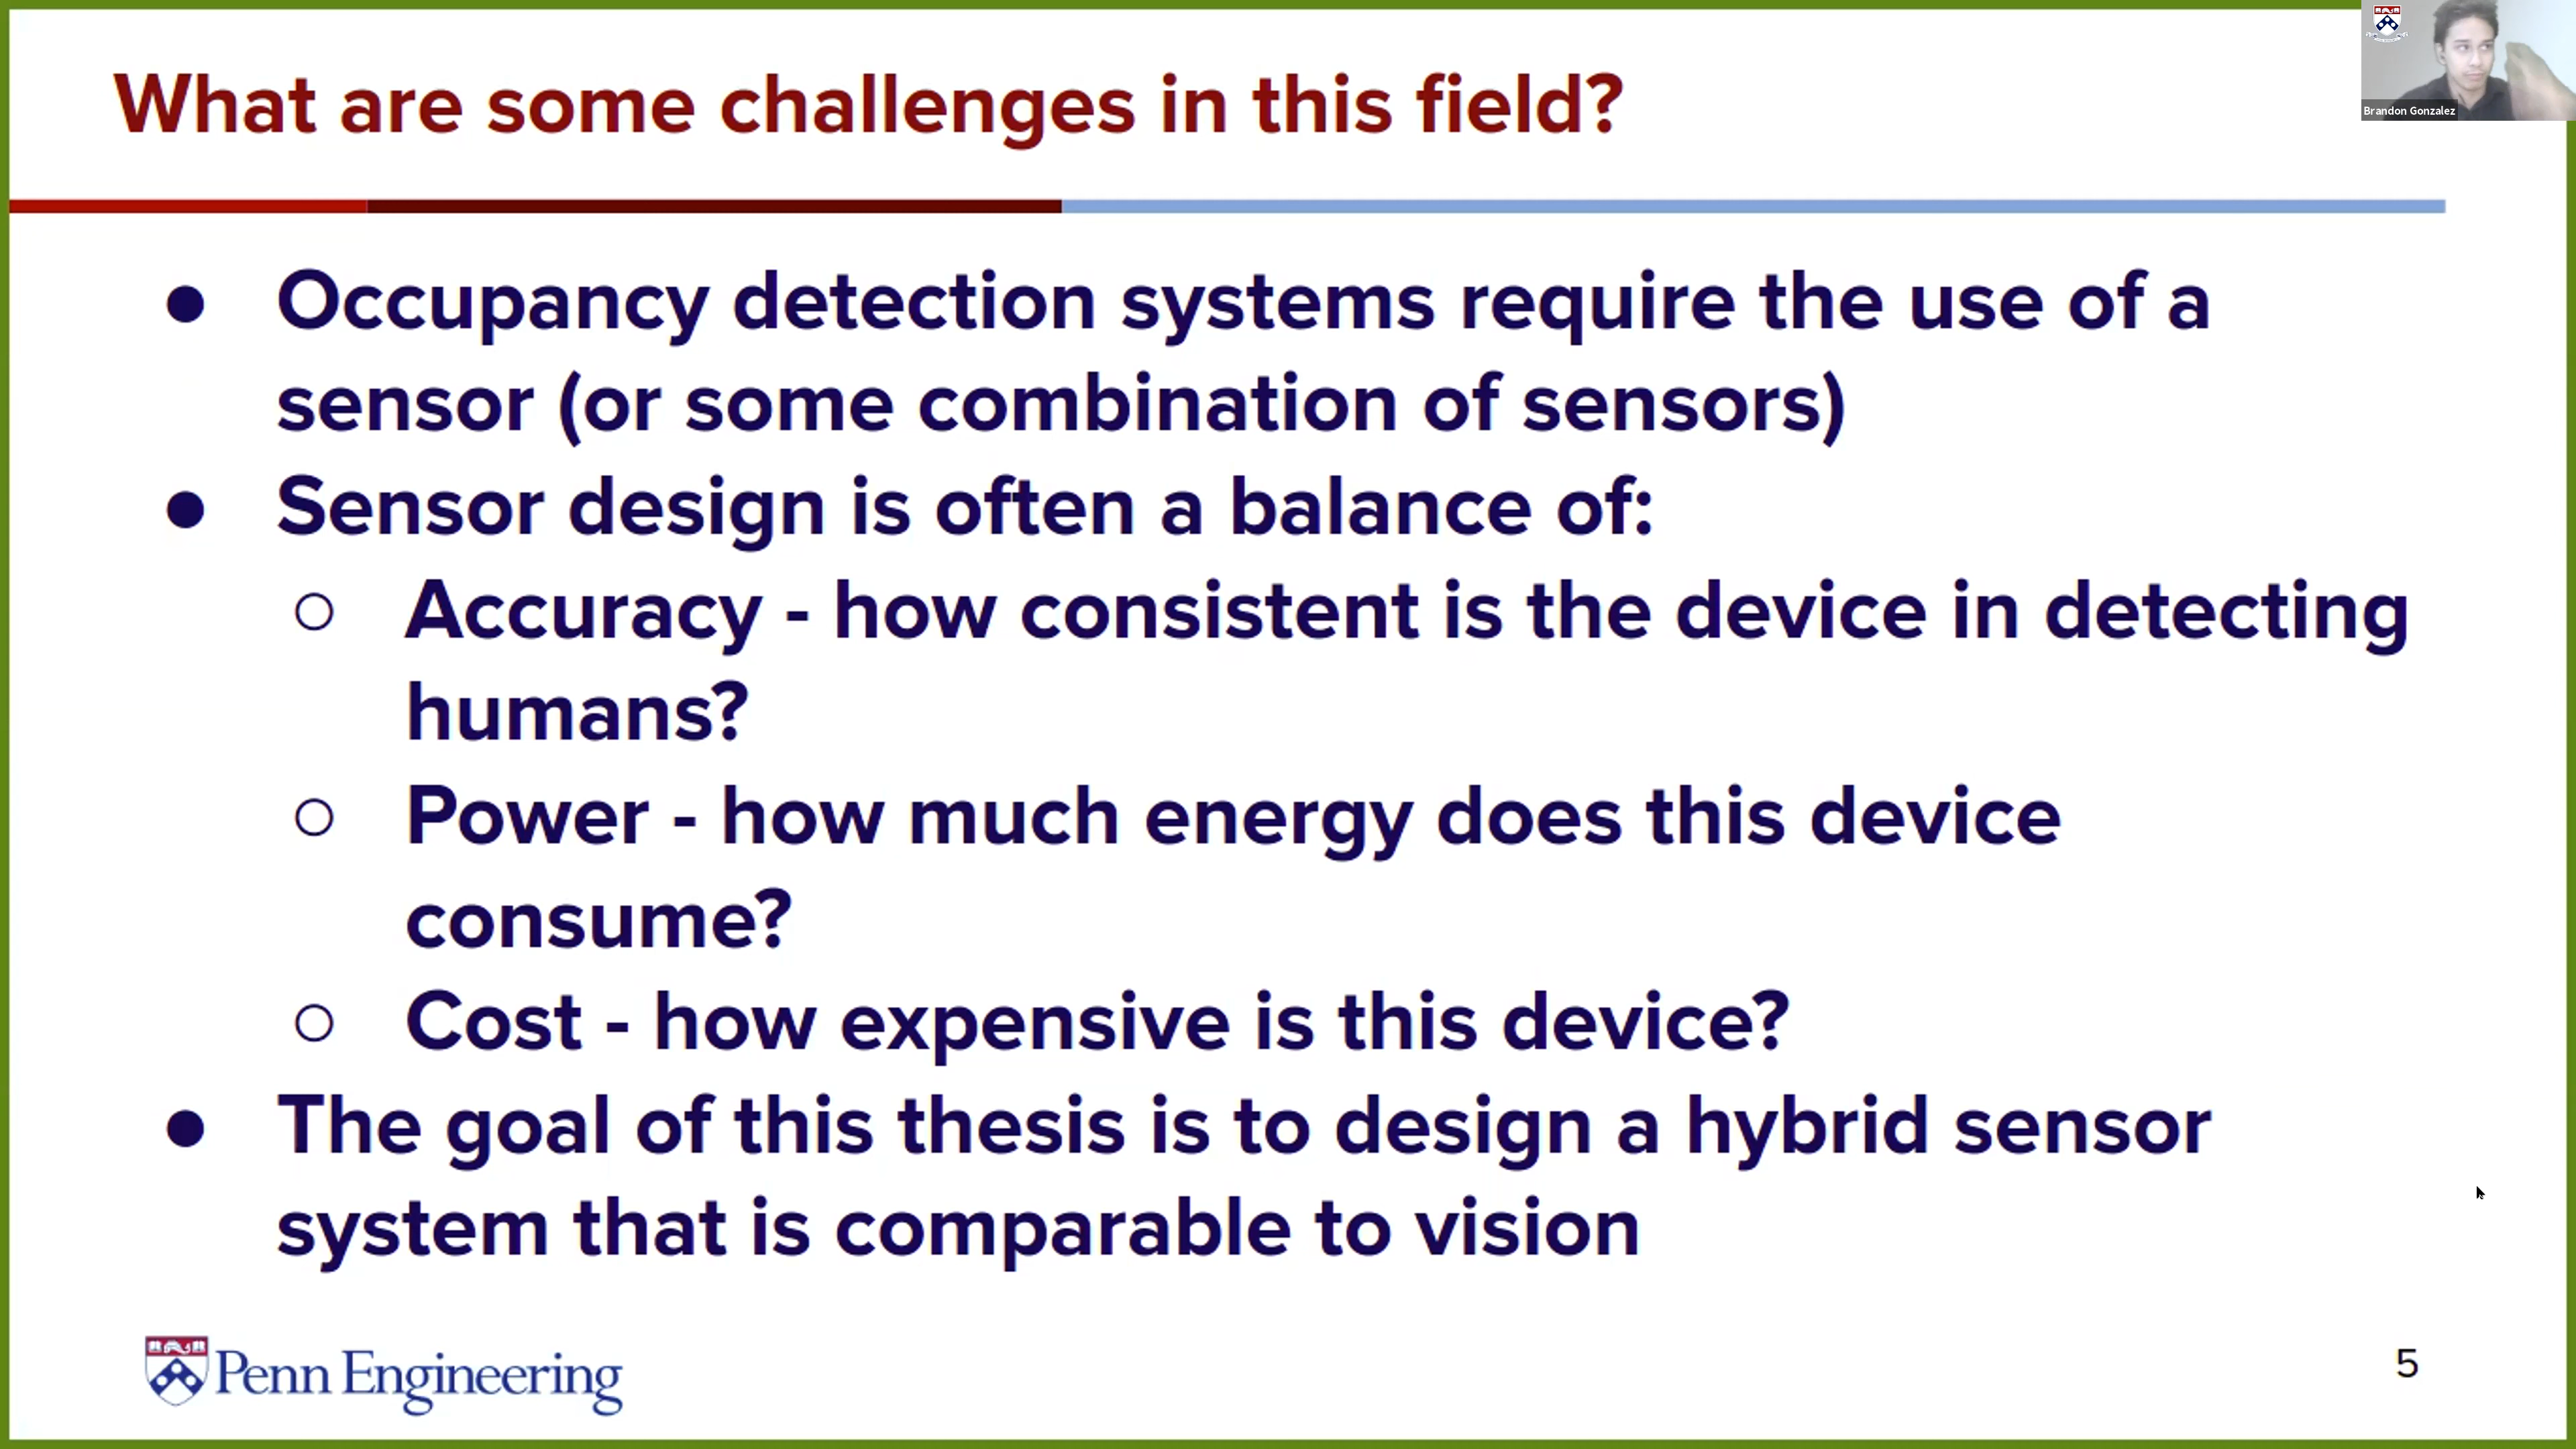 What are some challenges in this field?
Brandon Gonzalez
● Occupancy detection systems require the use of a
sensor (or some combination of sensors)
● Sensor design is often a balance of:
○ Accuracy - how consistent is the device in detecting
humans?
○ Power - how much energy does this device
consume?
○ Cost - how expensive is this device?
● The goal of this thesis is to design a hybrid sensor
system that is comparable to vision
Penn Engineering
5